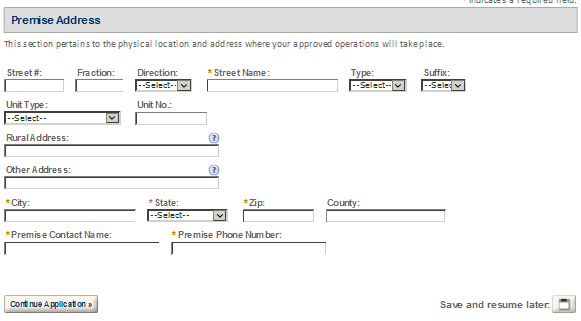 * indicates a required field.
Premise Address
This section pertains to the physical location and address where your approved operations will take place.
Street #: Fraction: Direction: * Street Name: Type: Suffix:
--Select-- --Select-- --Selec
Unit Type: Unit No.:
--Select--
Rural Address: ?
Other Address: ?
* City: * State: * Zip: County:
--Select--
* Premise Contact Name: * Premise Phone Number:
Continue Application » Save and resume later: